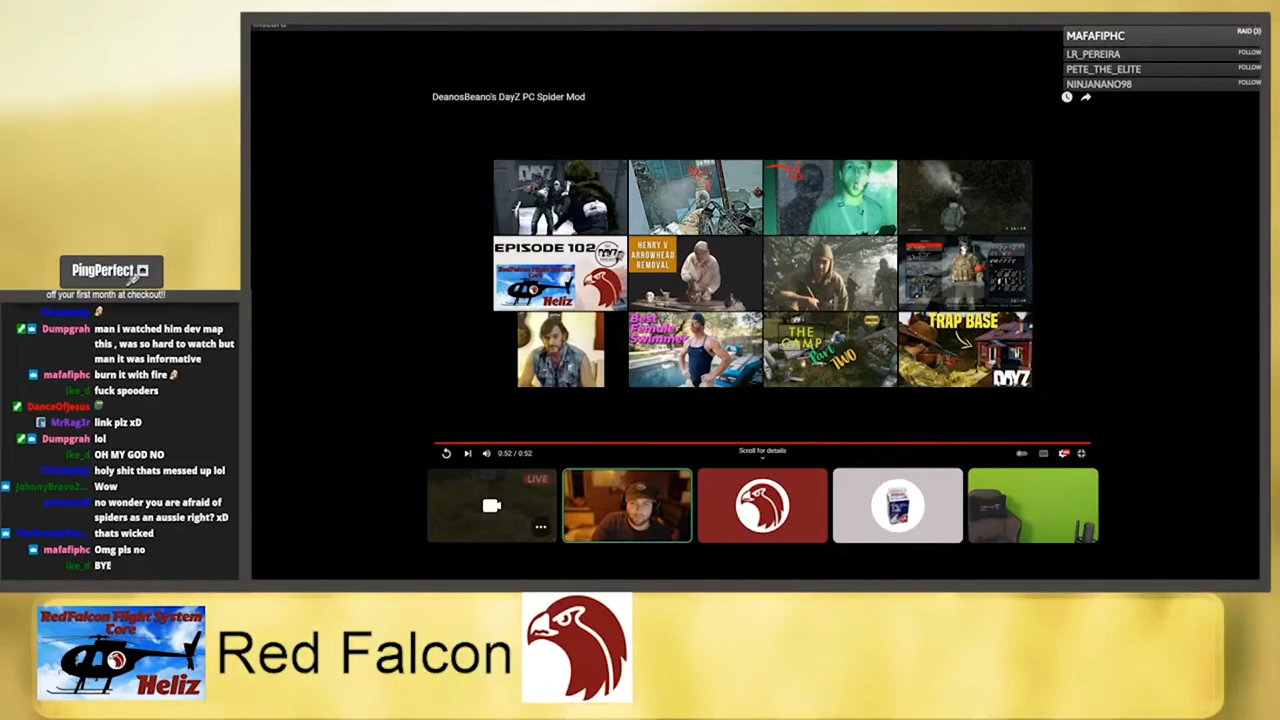 MAFAFIPHC
RAID (3)
LR_PEREIRA
FOLLOW
PETE_THE_ELITE
FOLLOW
NINJANANO98
FOLLOW
DeanosBeano's DayZ PC Spider Mod
DAYZ
EPISODE 102
RedFalcon Flight System
Heliz
HENRY V
ARROWHEAD
REMOVAL
Best
Female
Swimmer
THE
CAMP
Part
TWO
TRAP BASE
DAYZ
0:52 / 0:52
Scroll for details
LIVE
PingPerfect
off your first month at checkout!!
Dumpgrah man i watched him dev map
this , was so hard to watch but
man it was informative
mafafiphc burn it with fire
ike_d fuck spooders
DanceOfJesus
MrRag3r link plz xD
Dumpgrah lol
ike_d OH MY GOD NO
holy shit thats messed up lol
JohnnyBravo2...
Wow
no wonder you are afraid of
spiders as an aussie right? xD
thats wicked
mafafiphc Omg pls no
ike_d BYE
RedFalcon Flight System
Core
Heliz
Red Falcon